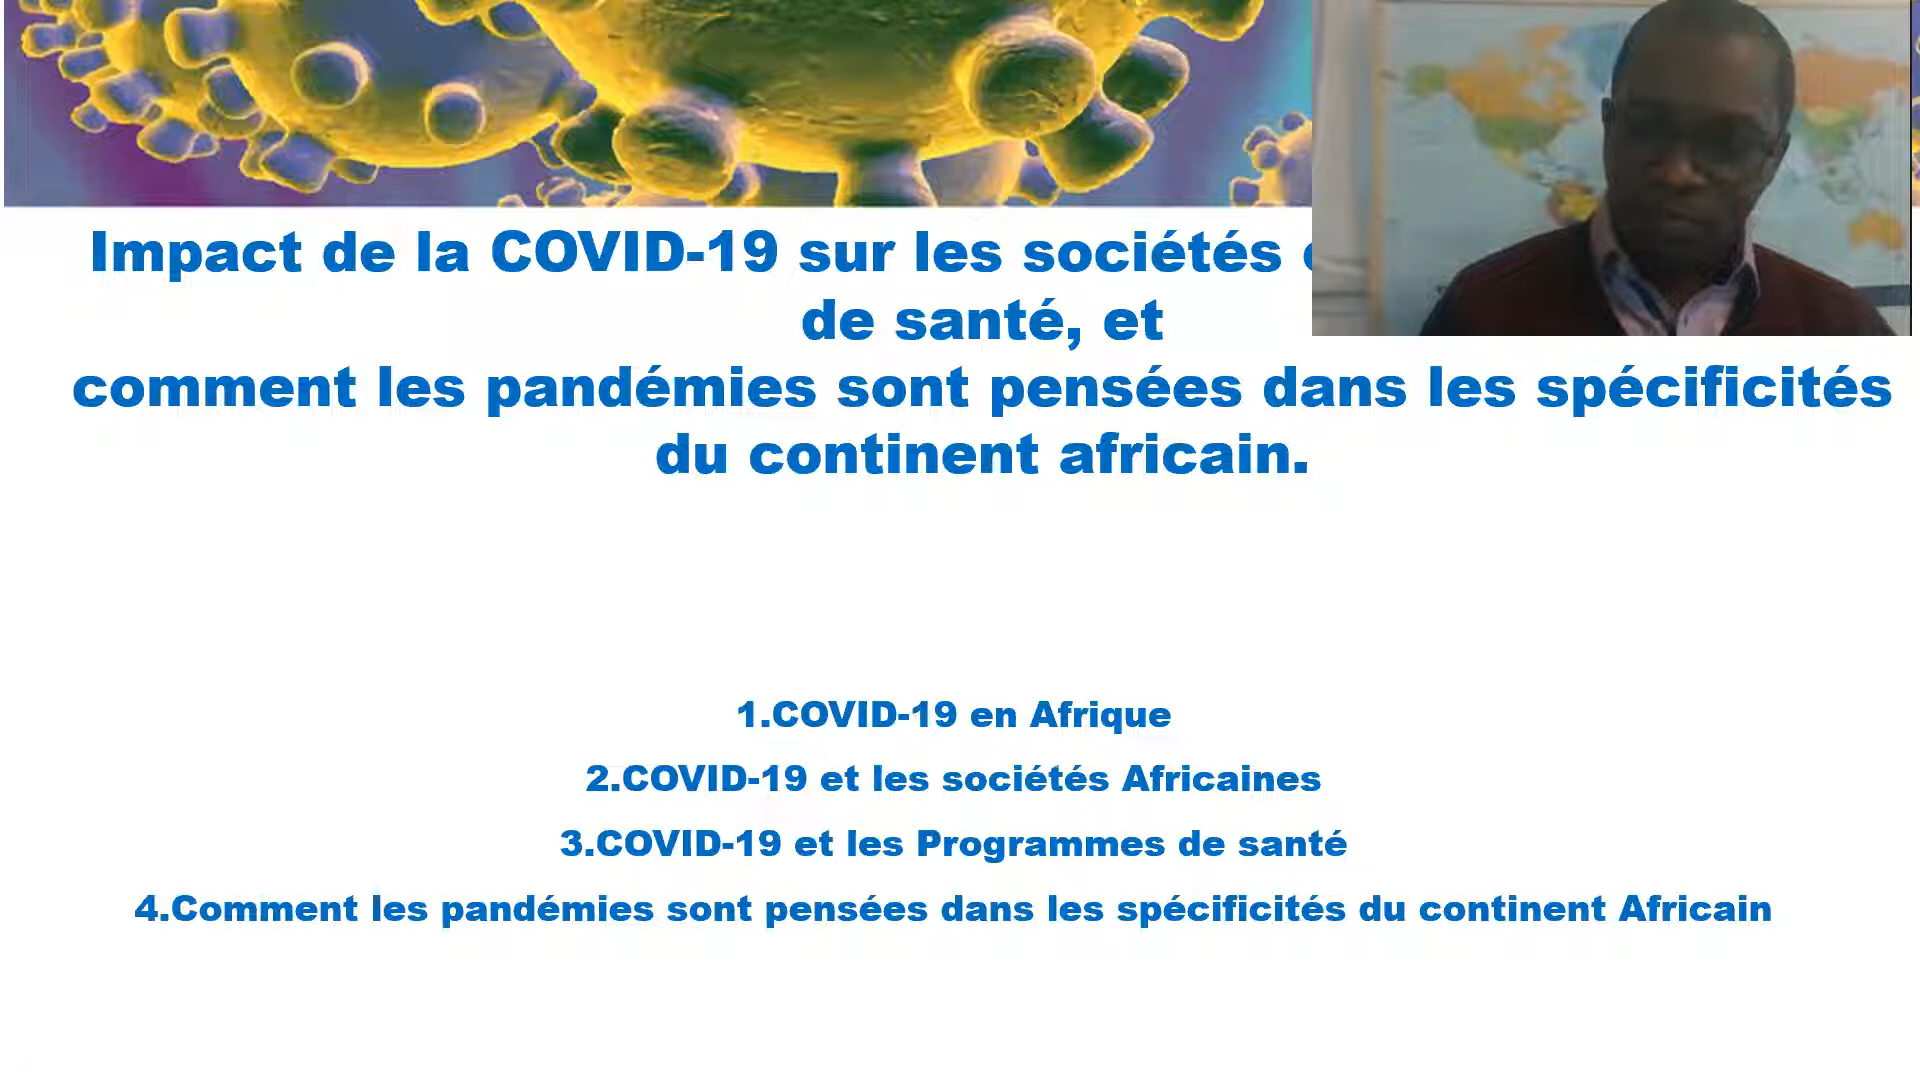 Impact de la COVID-19 sur les sociétés
de santé, et
comment les pandémies sont pensées dans les spécificités
du continent africain.
1.COVID-19 en Afrique
2.COVID-19 et les sociétés Africaines
3.COVID-19 et les Programmes de santé
4.Comment les pandémies sont pensées dans les spécificités du continent Africain